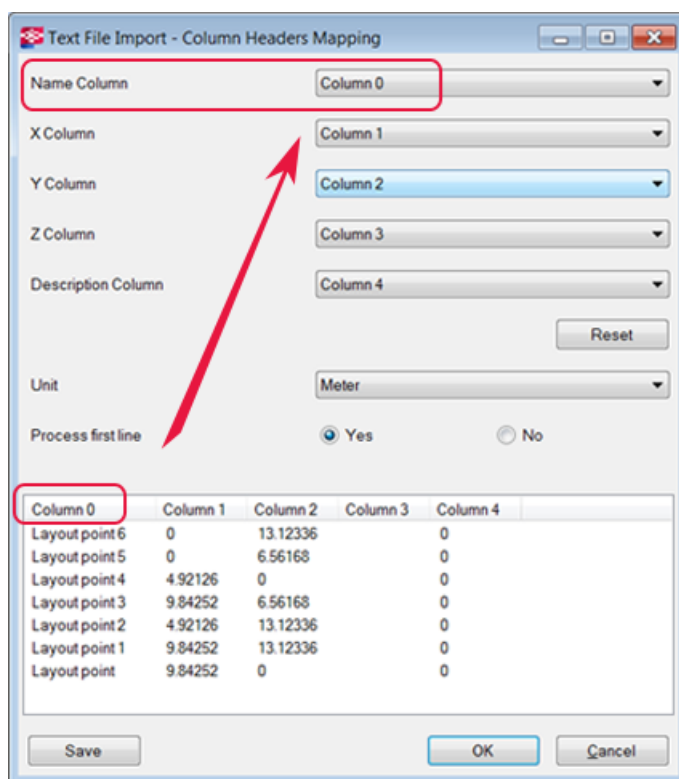 Text File Import - Column Headers Mapping
Name Column Column 0
X Column Column 1
Y Column Column 2
Z Column Column 3
Description Column Column 4
Reset
Unit Meter
Process first line Yes No
Column 0 Column 1 Column 2 Column 3 Column 4
Layout point 6 0 13.12336 0
Layout point 5 0 6.56168 0
Layout point 4 4.92126 0 0
Layout point 3 9.84252 6.56168 0
Layout point 2 4.92126 13.12336 0
Layout point 1 9.84252 13.12336 0
Layout point 9.84252 0 0
Save OK Cancel